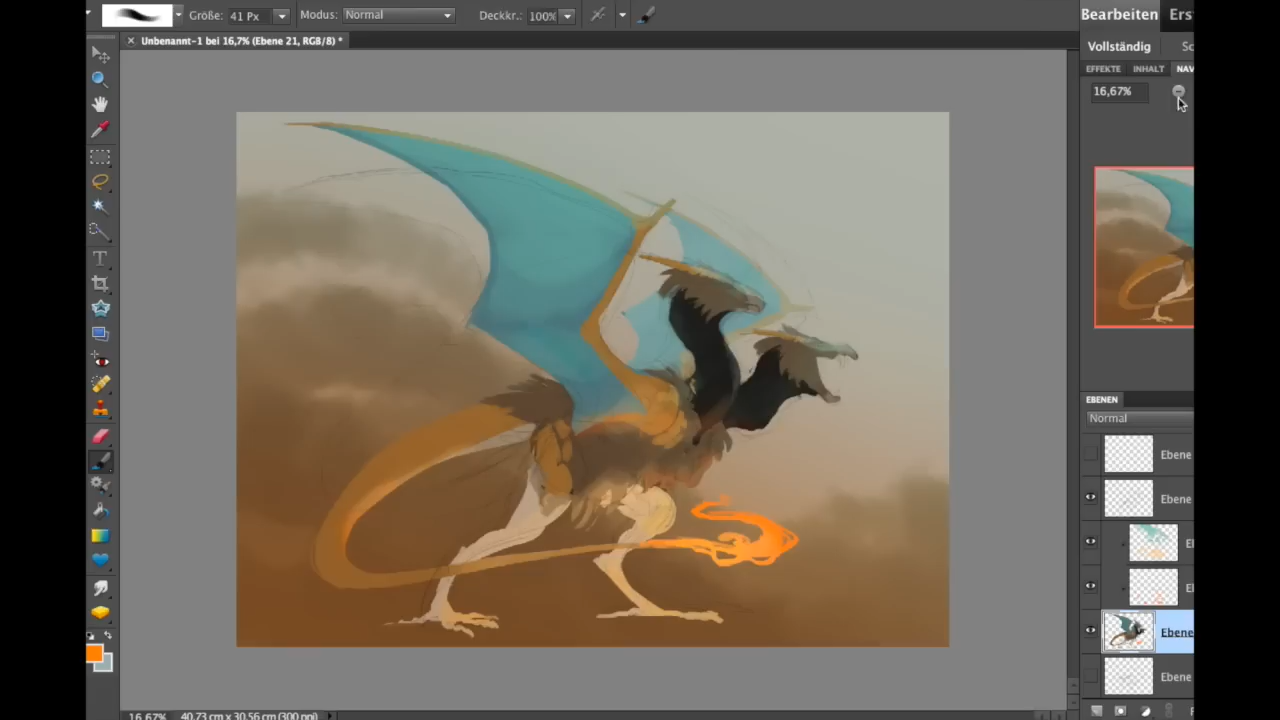 Größe: 41 Px Modus: Normal Deckkr.: 100%
Bearbeiten Ers
Unbenannt-1 bei 16,7% (Ebene 21, RGB/8) *
Vollständig Sc
EFFEKTE INHALT NAV
16,67%
EBENEN
Normal
Ebene
Ebene
El
El
Ebene
Ebene
16,67% 40,73 cm x 30,56 cm (300 ppi)